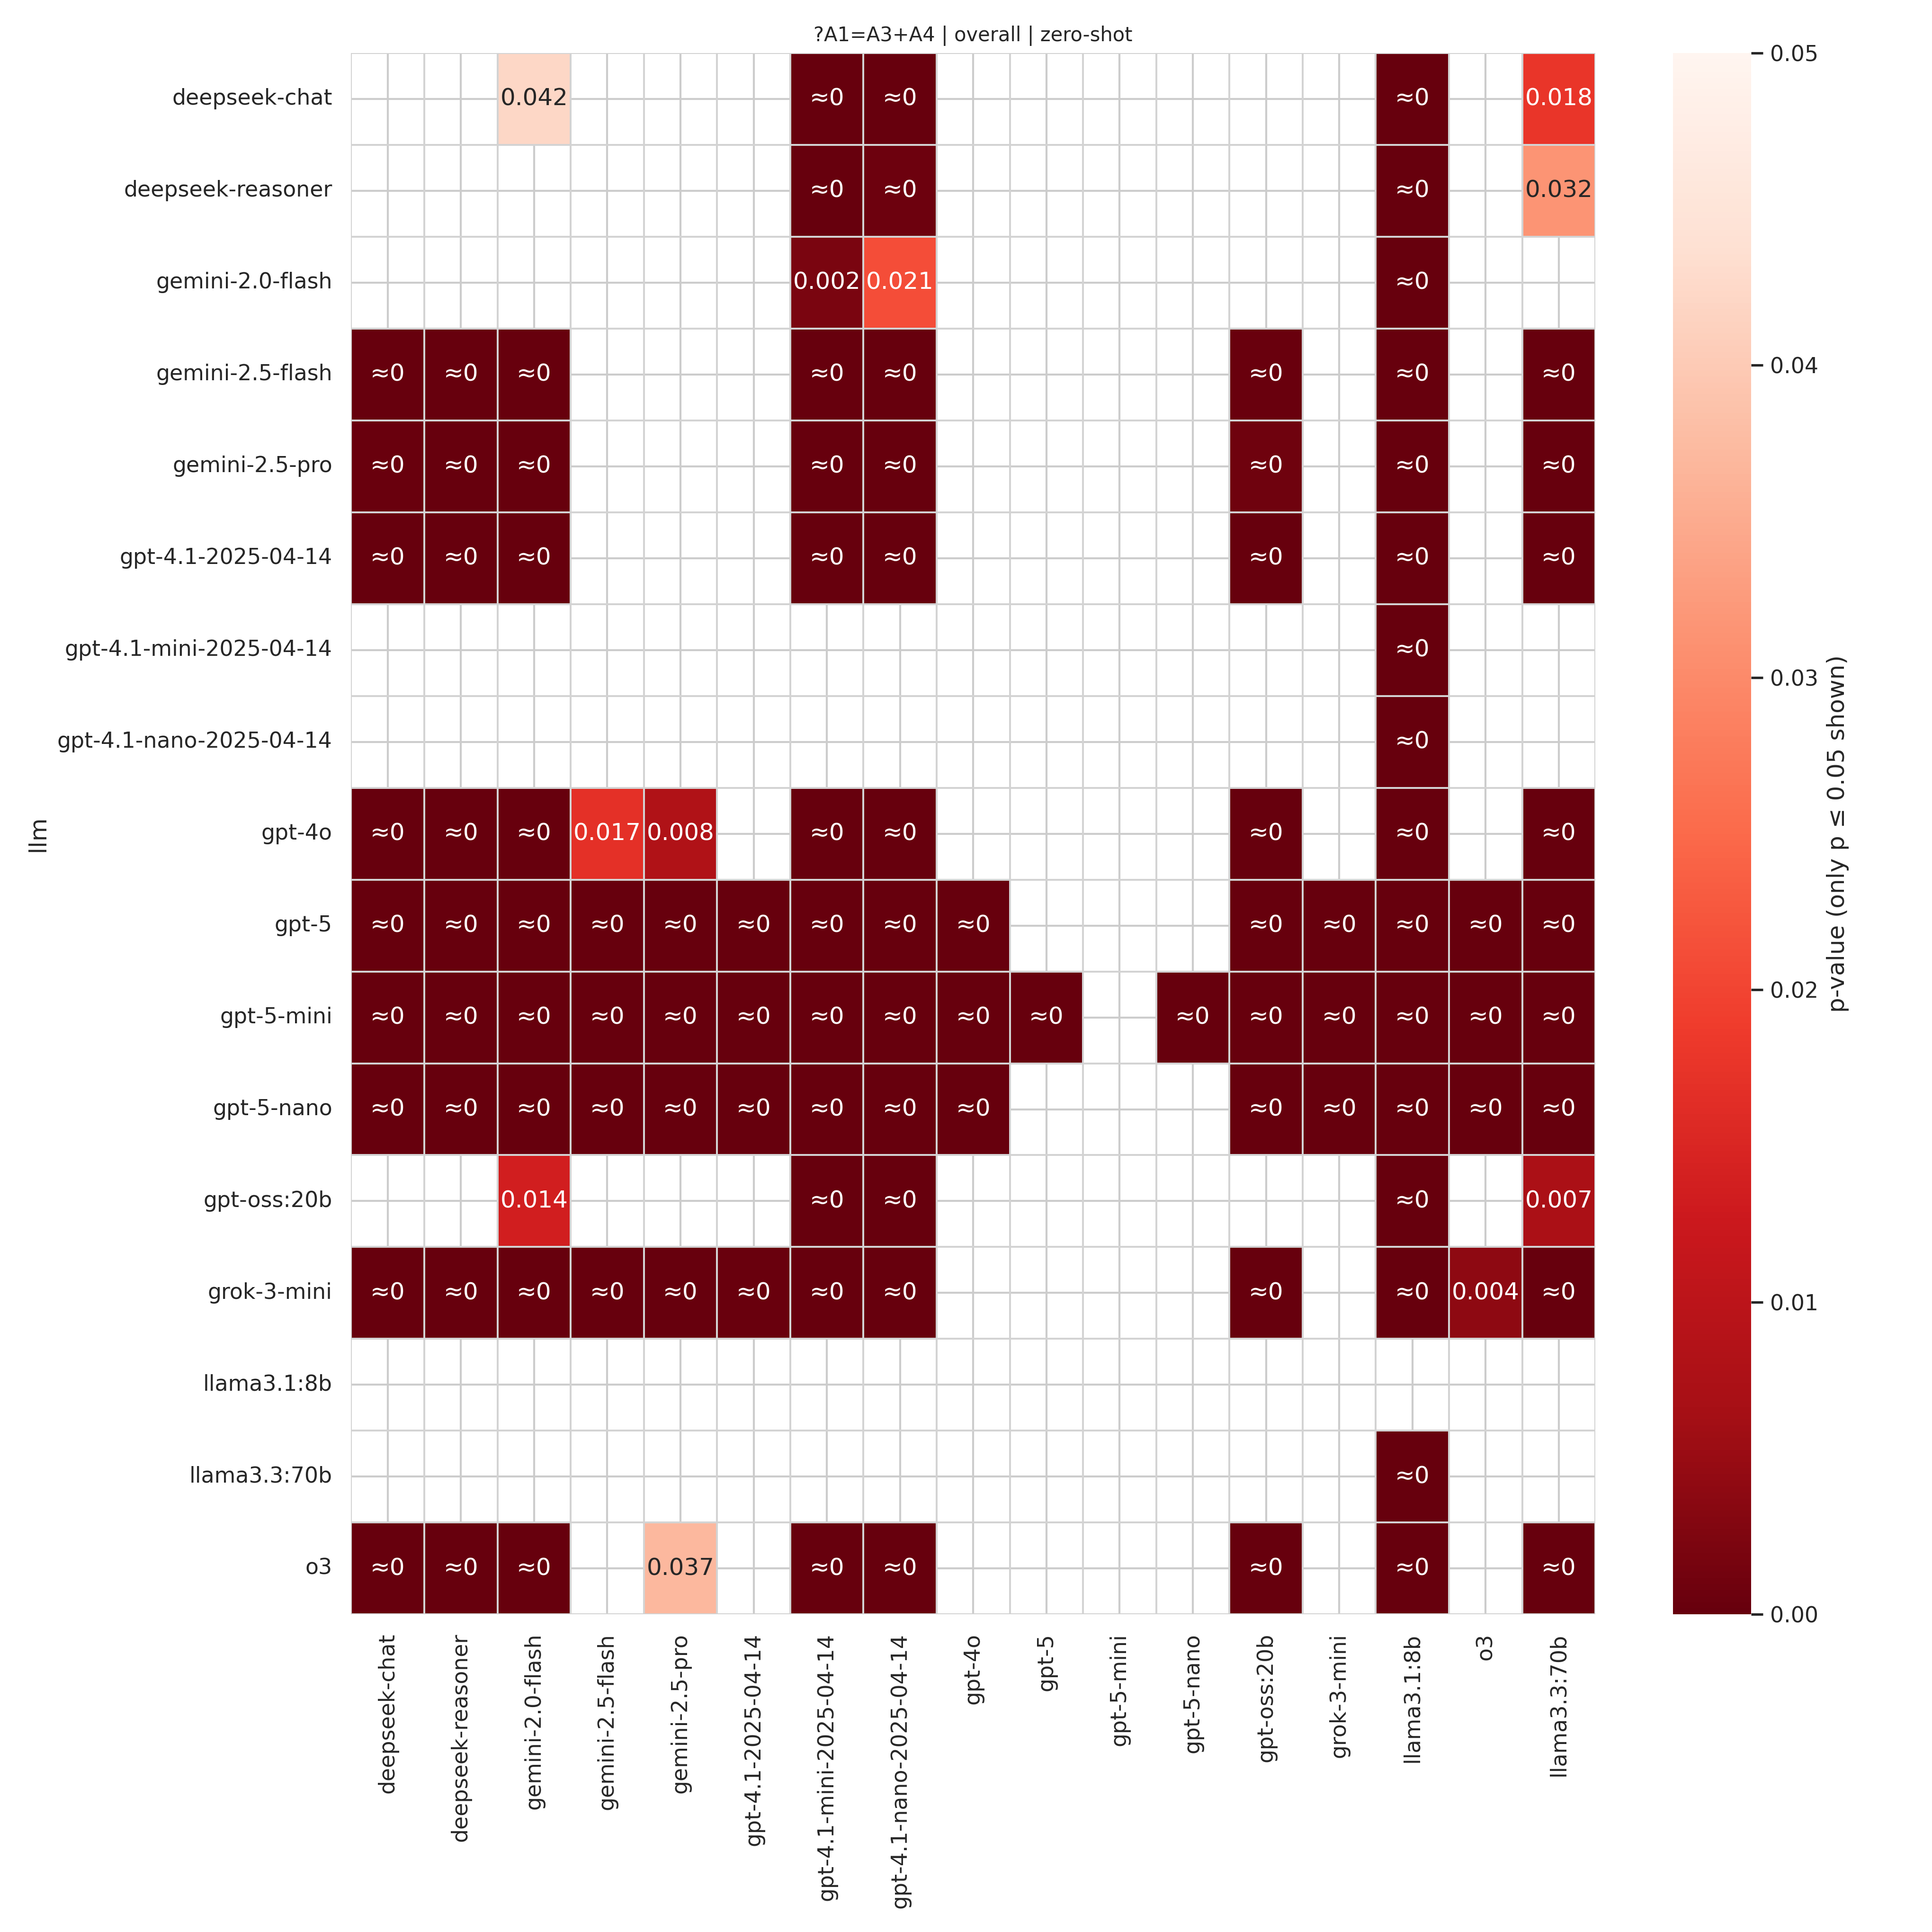 ?A1=A3+A4 | overall | zero-shot
deepseek-chat 0.042 ≈0 ≈0 ≈0 0.018
deepseek-reasoner ≈0 ≈0 ≈0 0.032
gemini-2.0-flash 0.002 0.021 ≈0
gemini-2.5-flash ≈0 ≈0 ≈0 ≈0 ≈0 ≈0 ≈0 ≈0
gemini-2.5-pro ≈0 ≈0 ≈0 ≈0 ≈0 ≈0 ≈0 ≈0
gpt-4.1-2025-04-14 ≈0 ≈0 ≈0 ≈0 ≈0 ≈0 ≈0 ≈0
gpt-4.1-mini-2025-04-14 ≈0
gpt-4.1-nano-2025-04-14 ≈0
gpt-4o ≈0 ≈0 ≈0 0.017 0.008 ≈0 ≈0 ≈0 ≈0 ≈0
gpt-5 ≈0 ≈0 ≈0 ≈0 ≈0 ≈0 ≈0 ≈0 ≈0 ≈0 ≈0 ≈0 ≈0 ≈0
gpt-5-mini ≈0 ≈0 ≈0 ≈0 ≈0 ≈0 ≈0 ≈0 ≈0 ≈0 ≈0 ≈0 ≈0 ≈0 ≈0 ≈0
gpt-5-nano ≈0 ≈0 ≈0 ≈0 ≈0 ≈0 ≈0 ≈0 ≈0 ≈0 ≈0 ≈0 ≈0 ≈0
gpt-oss:20b 0.014 ≈0 ≈0 ≈0 0.007
grok-3-mini ≈0 ≈0 ≈0 ≈0 ≈0 ≈0 ≈0 ≈0 ≈0 ≈0 0.004 ≈0
llama3.1:8b
llama3.3:70b ≈0
o3 ≈0 ≈0 ≈0 0.037 ≈0 ≈0 ≈0 ≈0 ≈0
llm
deepseek-chat
deepseek-reasoner
gemini-2.0-flash
gemini-2.5-flash
gemini-2.5-pro
gpt-4.1-2025-04-14
gpt-4.1-mini-2025-04-14
gpt-4.1-nano-2025-04-14
gpt-4o
gpt-5
gpt-5-mini
gpt-5-nano
gpt-oss:20b
grok-3-mini
llama3.1:8b
o3
llama3.3:70b
0.05
0.04
0.03
0.02
0.01
0.00
p-value (only p ≤ 0.05 shown)